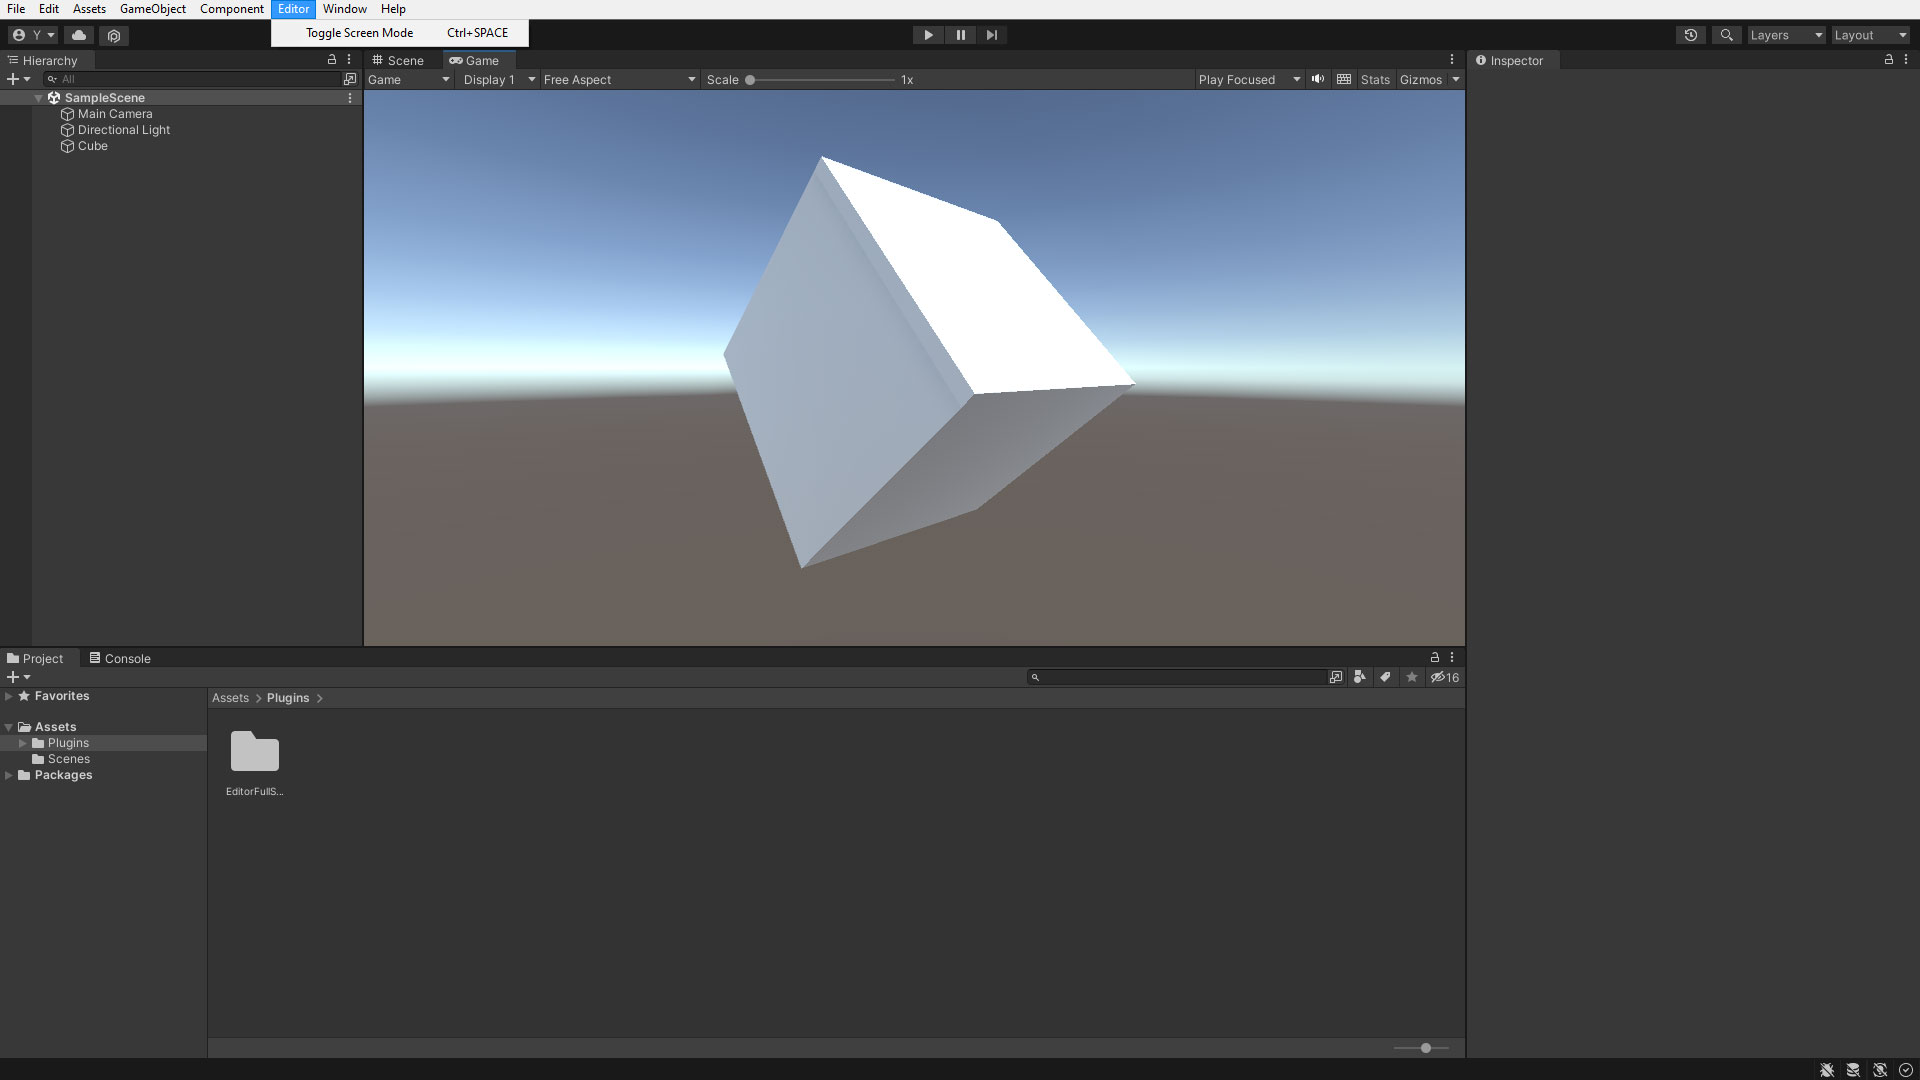 File Edit Assets GameObject Component Editor Window Help
Toggle Screen Mode Ctrl+SPACE
Y
Layers Layout
Hierarchy
All
SampleScene
Main Camera
Directional Light
Cube
Scene Game
Game Display 1 Free Aspect Scale 1x Play Focused Stats Gizmos
Inspector
Project Console
16
Favorites
Assets
Plugins
Scenes
Packages
Assets > Plugins >
EditorFullS...